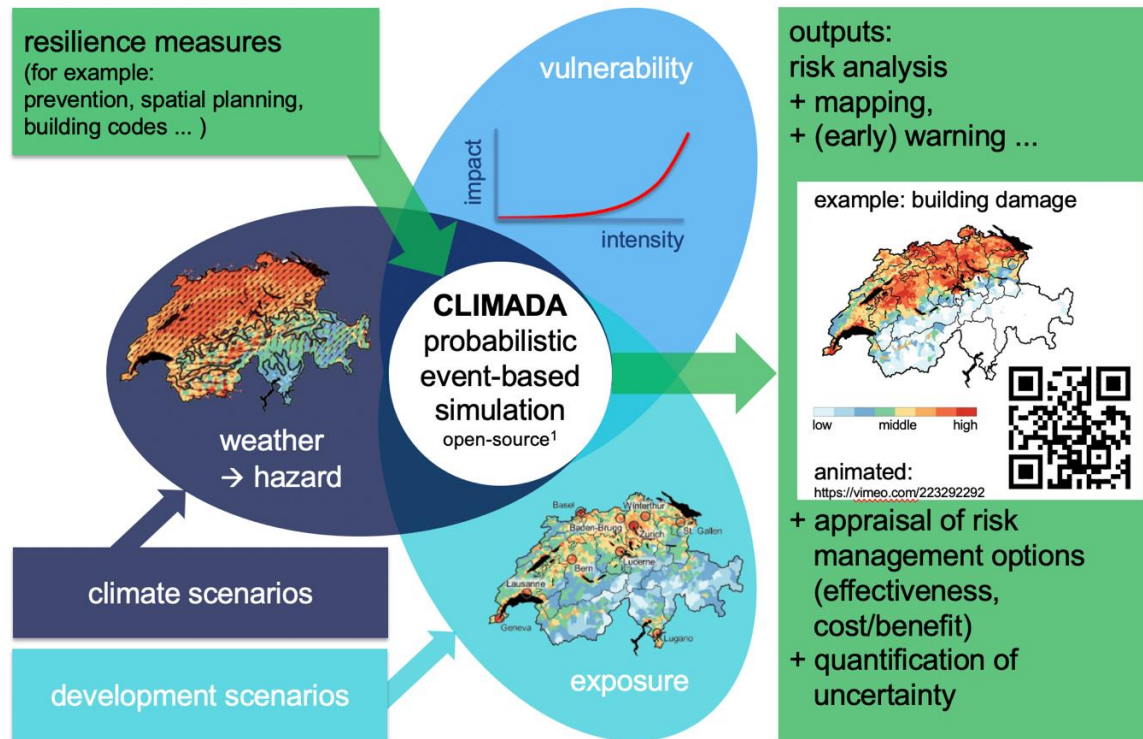 resilience measures
(for example:
prevention, spatial planning,
building codes ... )
vulnerability
impact
intensity
CLIMADA
probabilistic
event-based
simulation
open-source¹
weather
→ hazard
climate scenarios
development scenarios
Basel
Winterthur
Baden-Brugg
Zurich
St. Gallen
Bern
Lucerne
Lausanne
Geneva
Lugano
exposure
outputs:
risk analysis
+ mapping,
+ (early) warning ...
example: building damage
low middle high
animated:
https://vimeo.com/223292292
+ appraisal of risk
management options
(effectiveness,
cost/benefit)
+ quantification of
uncertainty